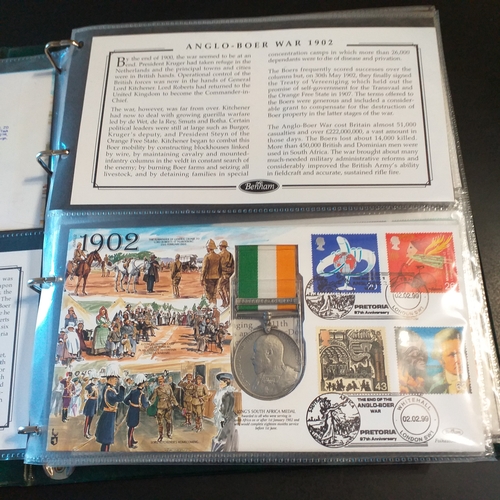 ANGLO-BOER WAR 1902
By the end of 1900, the war seemed to be at an
end. President Kruger had taken refuge in the
Netherlands and the principal towns and cities
were in British hands. Operational control of the
British forces was now in the hands of General
Lord Kitchener. Lord Roberts had returned to the
United Kingdom to become the Commander-in-
Chief.
The war, however, was far from over. Kitchener
had now to deal with growing guerilla warfare
led by de Wet, de la Rey, Smuts and Botha. Certain
political leaders were still at large such as Burger,
Kruger's deputy, and President Steyn of the
Orange Free State. Kitchener began to combat the
Boer mobility by constructing blockhouses linked
by wire, by maintaining cavalry and mounted
infantry columns in the veldt in constant search of
the enemy, by burning Boer farms and seizing all
livestock, and by detaining families in special
concentration camps in which more than 26,000
dependants were to die of disease and privation.
The Boers frequently scored successes over the
columns but, on 30th May 1902, they finally signed
the Treaty of Vereeniging which held out the
promise of self-government for the Transvaal and
the Orange Free State in 1907. The terms offered to
the Boers were generous and included a consider-
able grant to compensate for the destruction of
Boer property in the latter stages of the war.
The Anglo-Boer War cost Britain almost 51,000
casualties and over £222,000,000, a vast amount in
those days. The Boers lost about 14,000 killed.
More than 450,000 British and Dominion men were
used in South Africa. The war brought about many
much-needed military administrative reforms and
considerably improved the British Army's ability
in fieldcraft and accurate, sustained rifle fire.
Benham
1902
PRETORIA
87th Anniversary
02.02.99
43
KING'S SOUTH AFRICA MEDAL
THE END OF THE
ANGLO-BOER
WAR
PRETORIA
87th Anniversary
WHITEHALL
02.02.99
LONDON SW1